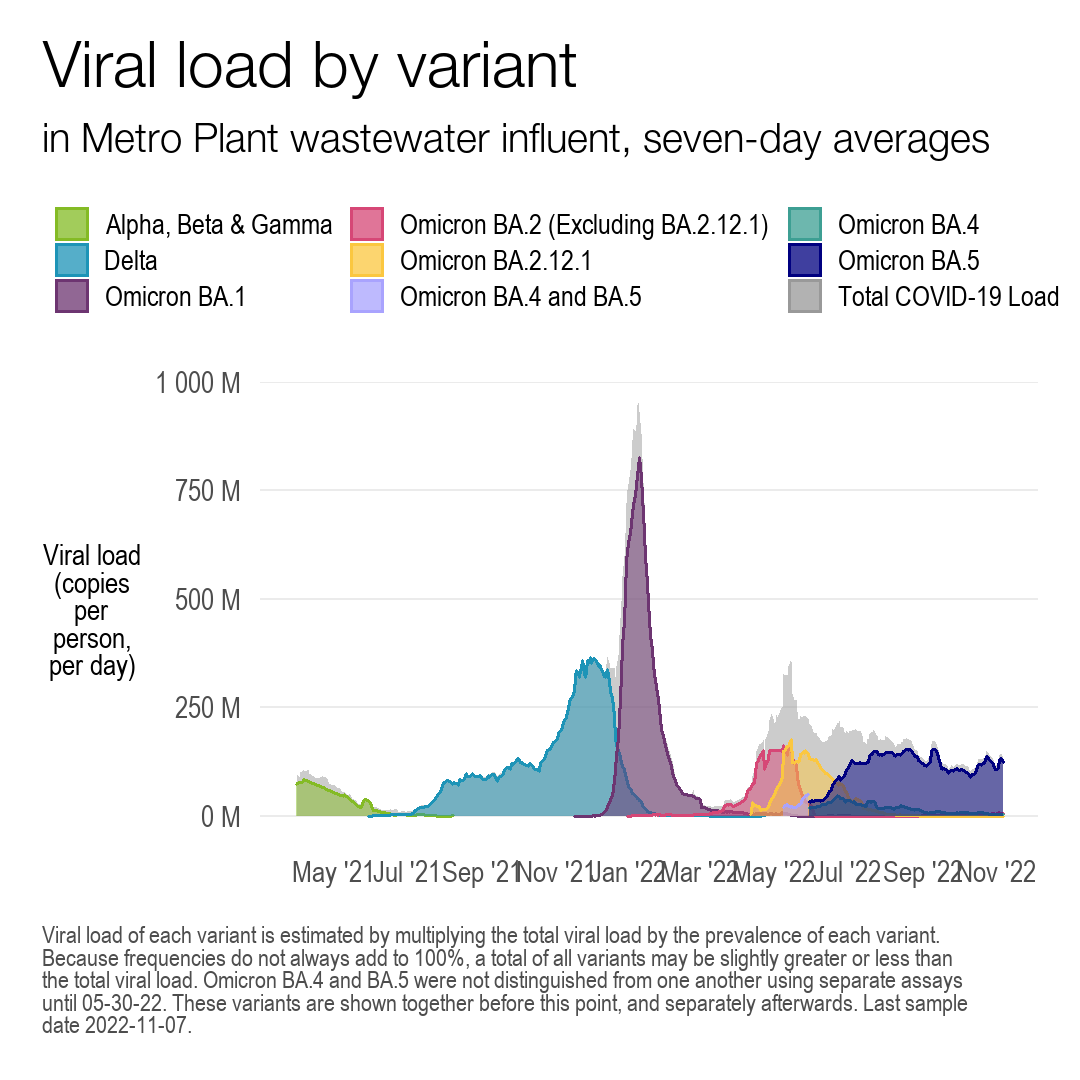 Viral load by variant
in Metro Plant wastewater influent, seven-day averages
Alpha, Beta & Gamma
Omicron BA.2 (Excluding BA.2.12.1)
Omicron BA.4
Delta
Omicron BA.2.12.1
Omicron BA.5
Omicron BA.1
Omicron BA.4 and BA.5
Total COVID-19 Load
1 000 M
750 M
500 M
250 M
0 M
Viral load
(copies
per
person,
per day)
May '21 Jul '21 Sep '21 Nov '21 Jan '22 Mar '22 May '22 Jul '22 Sep '22 Nov '22
Viral load of each variant is estimated by multiplying the total viral load by the prevalence of each variant.
Because frequencies do not always add to 100%, a total of all variants may be slightly greater or less than
the total viral load. Omicron BA.4 and BA.5 were not distinguished from one another using separate assays
until 05-30-22. These variants are shown together before this point, and separately afterwards. Last sample
date 2022-11-07.